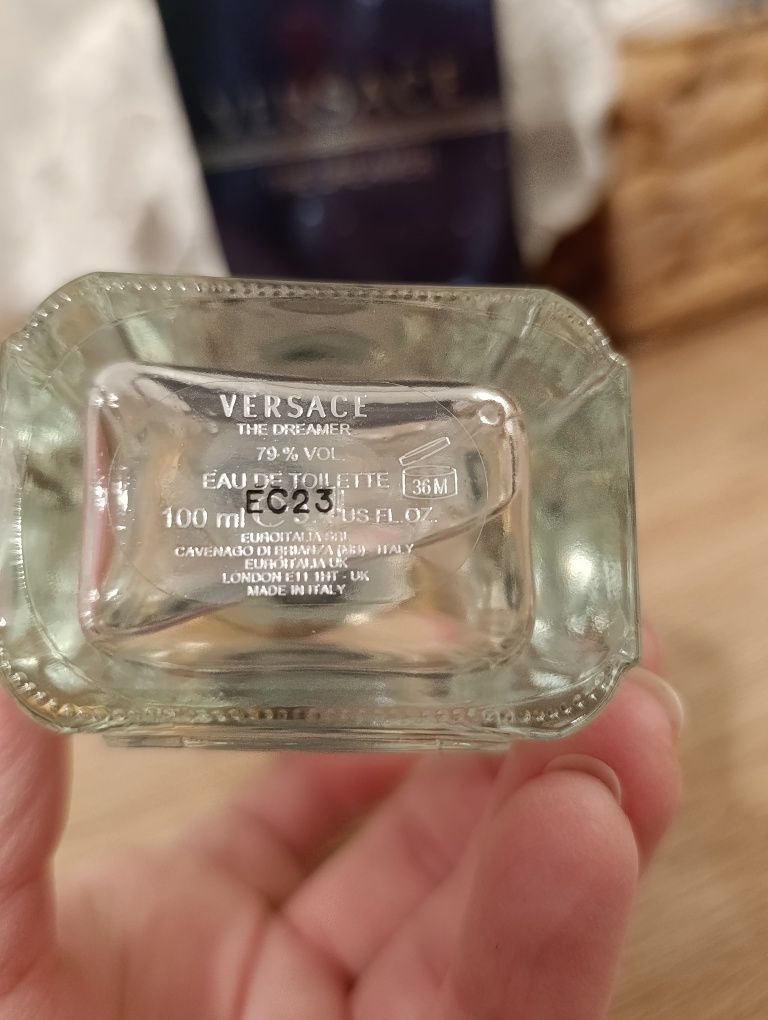 VERSACE
VERSACE
THE DREAMER
79 % VOL.
EAU DE TOILETTE
36M
EC23
100 ml US FL. OZ.
EUROITALIA SRL
CAVENAGO DI BRIANZA (MB) - ITALY
EUROITALIA UK
LONDON E11 1HT - UK
MADE IN ITALY